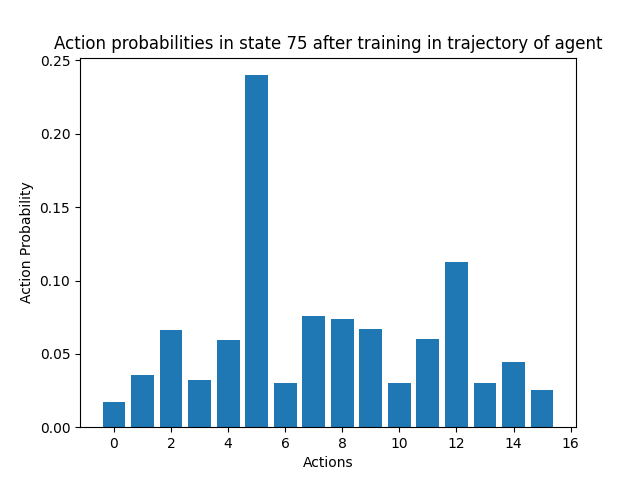 Action probabilities in state 75 after training in trajectory of agent
0.25
0.20
0.15
0.10
0.05
0.00
Action Probability
0 2 4 6 8 10 12 14 16
Actions